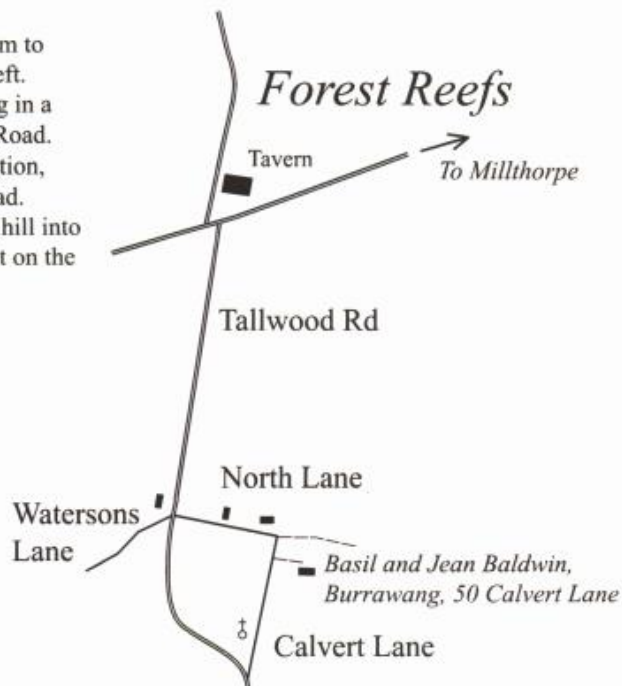 m to
eft.
g in a
Road.
tion,
ad.
hill into
t on the
Forest Reefs
Tavern
To Millthorpe
Tallwood Rd
North Lane
Watersons
Lane
Basil and Jean Baldwin,
Burrawang, 50 Calvert Lane
Calvert Lane